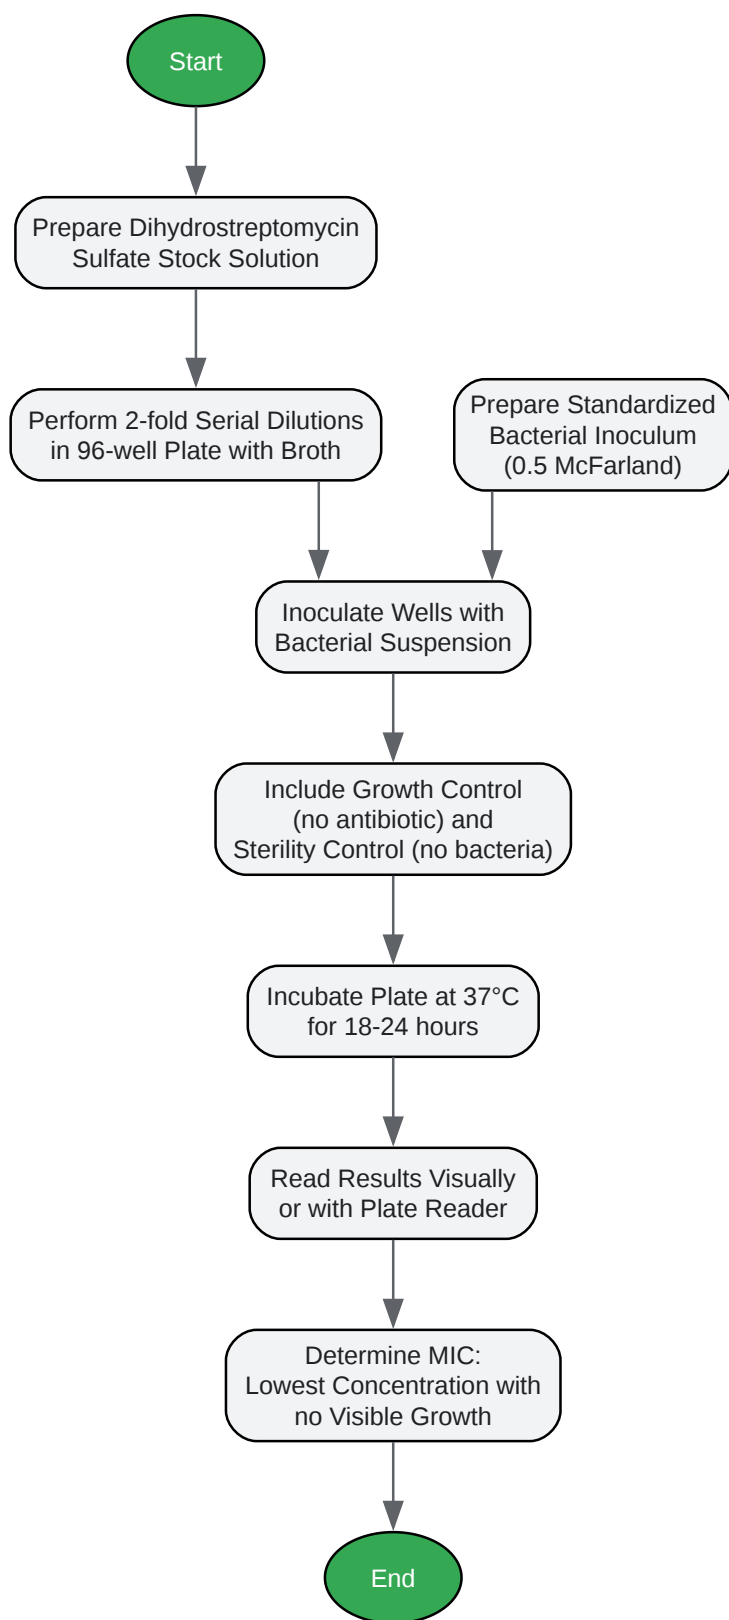 Start
Prepare Dihydrostreptomycin
Sulfate Stock Solution
Perform 2-fold Serial Dilutions
in 96-well Plate with Broth
Prepare Standardized
Bacterial Inoculum
(0.5 McFarland)
Inoculate Wells with
Bacterial Suspension
Include Growth Control
(no antibiotic) and
Sterility Control (no bacteria)
Incubate Plate at 37°C
for 18-24 hours
Read Results Visually
or with Plate Reader
Determine MIC:
Lowest Concentration with
no Visible Growth
End